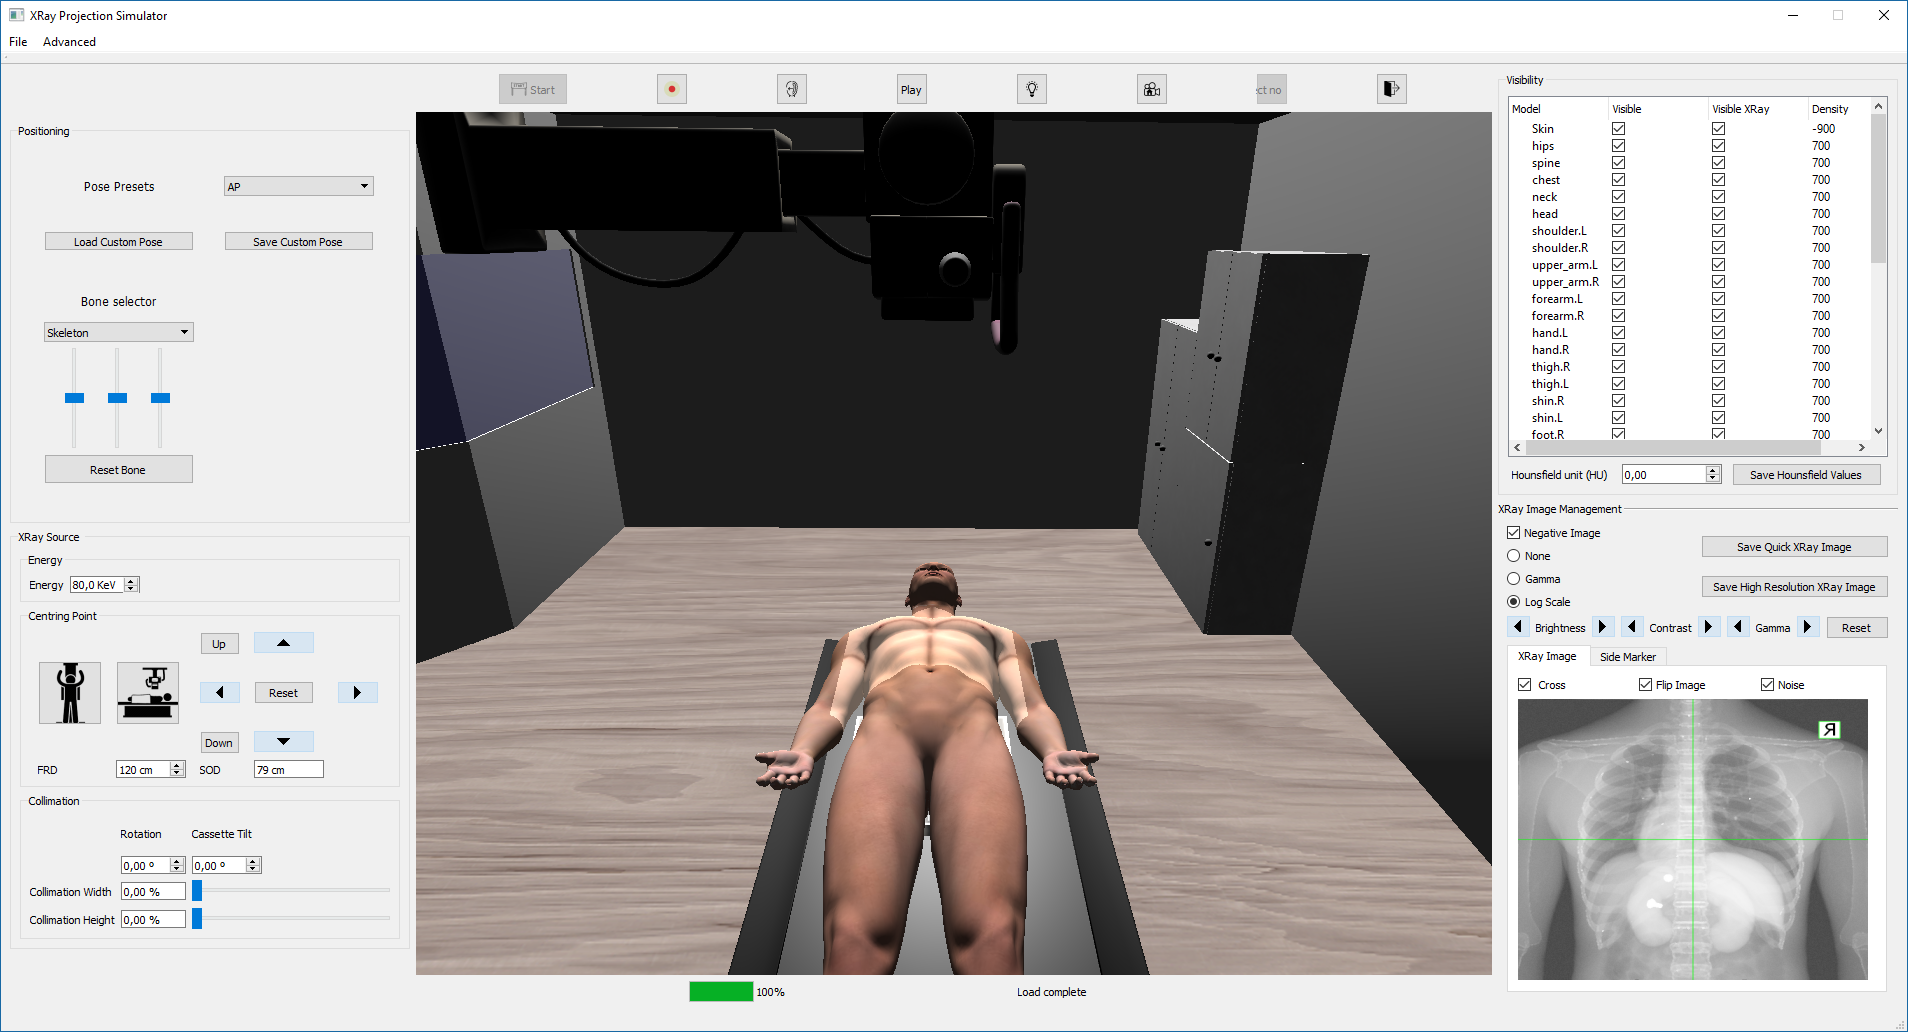 XRay Projection Simulator
File Advanced
Start
Play
ct no
Positioning
Pose Presets
AP
Load Custom Pose
Save Custom Pose
Bone selector
Skeleton
Reset Bone
XRay Source
Energy
Energy 80,0 KeV
Centring Point
Up
Reset
Down
FRD 120 cm SOD 79 cm
Collimation
Rotation Cassette Tilt
0,00 º 0,00 º
Collimation Width 0,00 %
Collimation Height 0,00 %
100%
Load complete
Visibility
Model Visible Visible XRay Density
Skin -900
hips 700
spine 700
chest 700
neck 700
head 700
shoulder.L 700
shoulder.R 700
upper_arm.L 700
upper_arm.R 700
forearm.L 700
forearm.R 700
hand.L 700
hand.R 700
thigh.R 700
thigh.L 700
shin.R 700
shin.L 700
foot.R 700
Hounsfield unit (HU) 0,00 Save Hounsfield Values
XRay Image Management
Negative Image
None
Gamma
Log Scale
Save Quick XRay Image
Save High Resolution XRay Image
Brightness Contrast Gamma Reset
XRay Image Side Marker
Cross Flip Image Noise
R